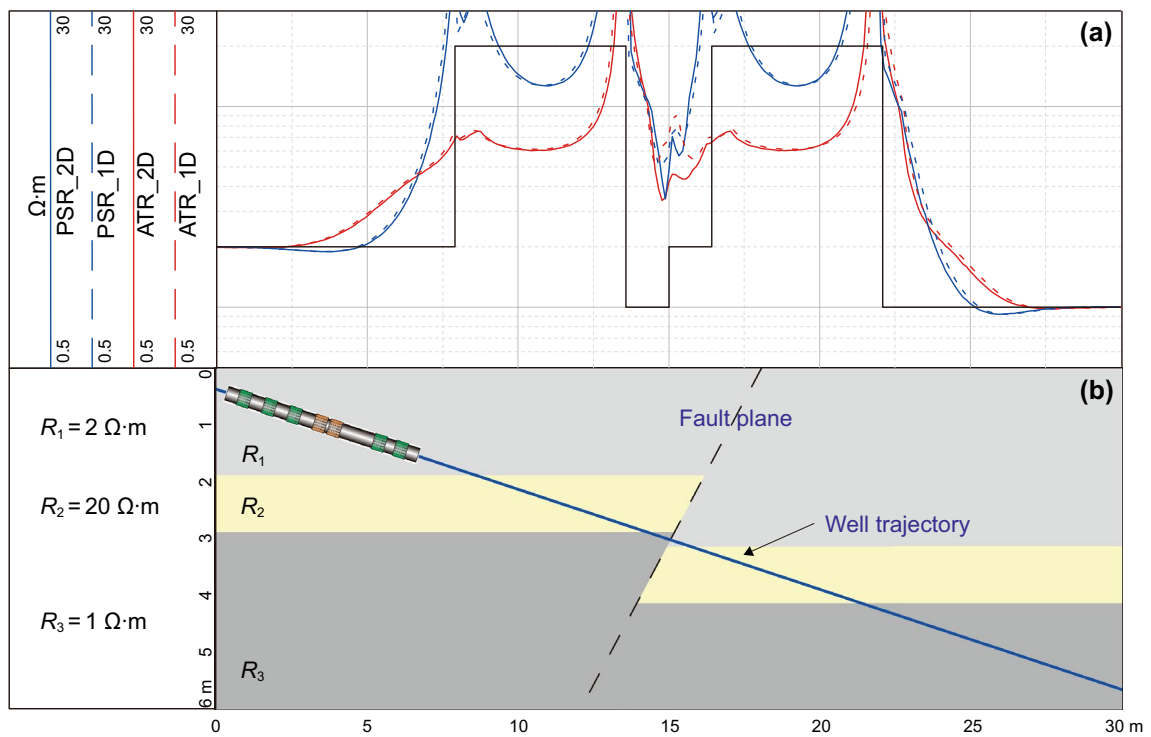 (a)
Ω·m
PSR_2D
PSR_1D
ATR_2D
ATR_1D
30
30
30
30
0.5
0.5
0.5
0.5
(b)
R1 = 2 Ω·m
R2 = 20 Ω·m
R3 = 1 Ω·m
0
1
2
3
4
5
6 m
Fault plane
R1
R2
Well trajectory
R3
0
5
10
15
20
25
30 m